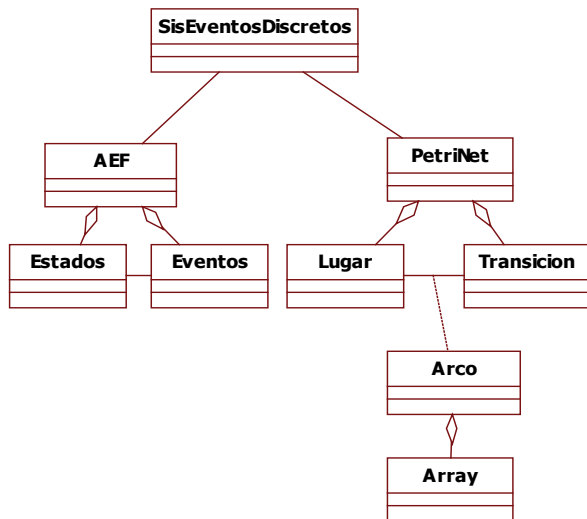 SisEventosDiscretos
AEF
PetriNet
Estados
Eventos
Lugar
Transicion
Arco
Array